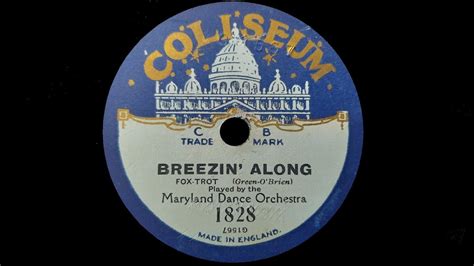 COLISEUM
C B
TRADE MARK
BREEZIN' ALONG
FOX-TROT (Green-O'Brien)
Played by the
Maryland Dance Orchestra
1828
MADE IN ENGLAND.